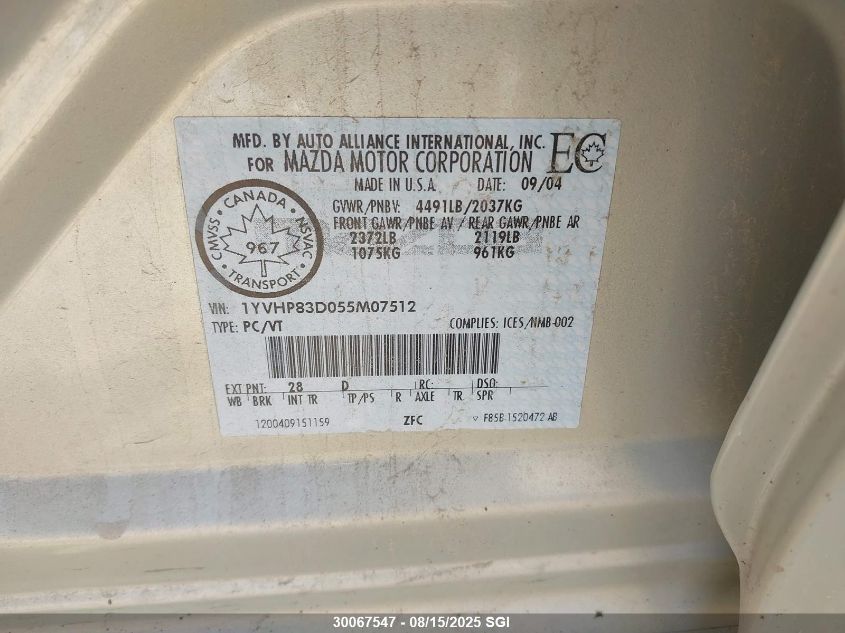 MFD. BY AUTO ALLIANCE INTERNATIONAL, INC. EC
FOR MAZDA MOTOR CORPORATION
MADE IN U.S.A. DATE: 09/04
GVWR/PNBV: 4491LB/2037KG
FRONT GAWR/PNBE AV / REAR GAWR/PNBE AR
2372LB 2119LB
1075KG 961KG
CANADA
CMVSS NSVAC
967
TRANSPORT
VIN: 1YVHP83D055M07512
TYPE: PC/VT COMPLIES: ICES/NMB-002
EXT PNT: 28 D RC: DSO:
WB BRK INT TR TP/PS R AXLE TR SPR
1200409151159 ZFC F85B 1520472 AB
30067547 - 08/15/2025 SGI